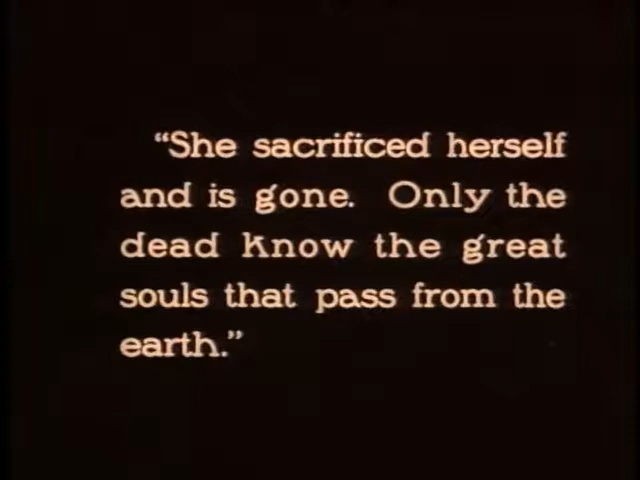 “She sacrificed herself
and is gone. Only the
dead know the great
souls that pass from the
earth.”